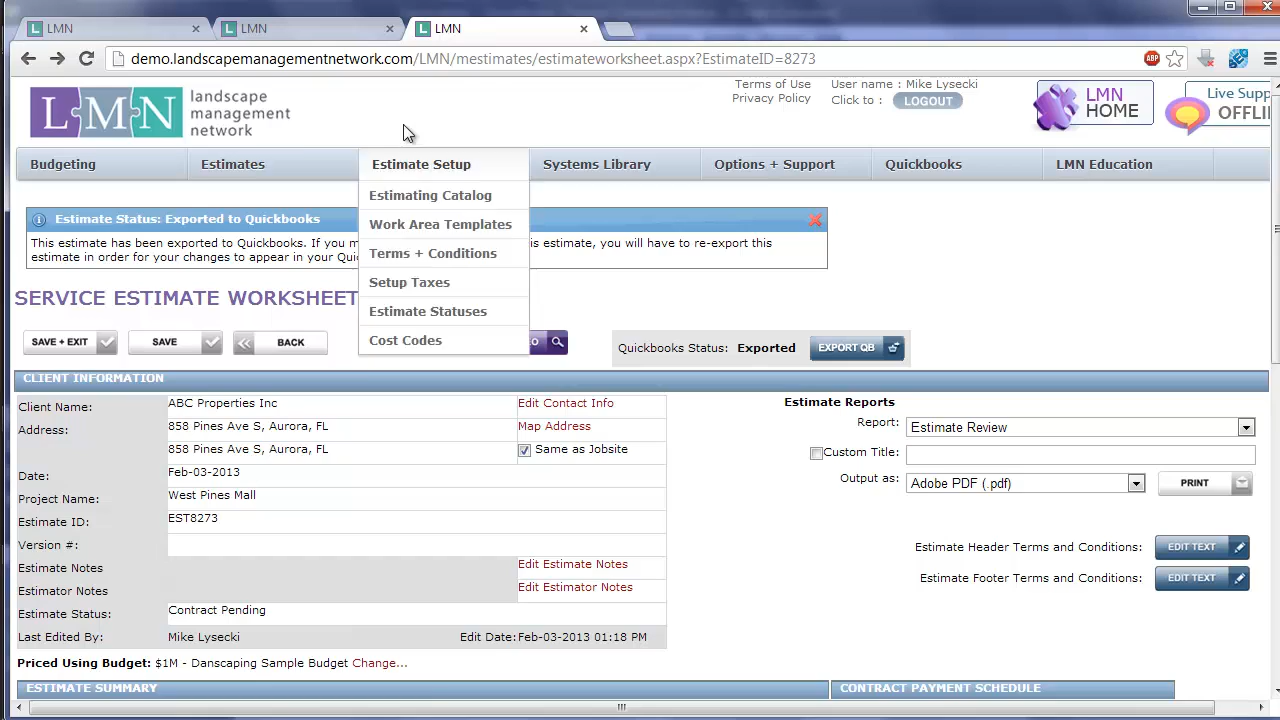 LMN
LMN
LMN
demo.landscapemanagementnetwork.com/LMN/mestimates/estimateworksheet.aspx?EstimateID=8273
ABP
L·M·N
landscape
management
network
Terms of Use
Privacy Policy
User name : Mike Lysecki
Click to :
LOGOUT
LMN
HOME
Live Supp
OFFLI
Budgeting
Estimates
Estimate Setup
Systems Library
Options + Support
Quickbooks
LMN Education
Estimating Catalog
Work Area Templates
Terms + Conditions
Setup Taxes
Estimate Statuses
Cost Codes
Estimate Status: Exported to Quickbooks
This estimate has been exported to Quickbooks. If you m is estimate, you will have to re-export this
estimate in order for your changes to appear in your Quic
SERVICE ESTIMATE WORKSHEET
SAVE + EXIT
SAVE
BACK
O
Quickbooks Status: Exported
EXPORT QB
CLIENT INFORMATION
Client Name: ABC Properties Inc Edit Contact Info
Address: 858 Pines Ave S, Aurora, FL Map Address
858 Pines Ave S, Aurora, FL Same as Jobsite
Date: Feb-03-2013
Project Name: West Pines Mall
Estimate ID: EST8273
Version #:
Estimate Notes Edit Estimate Notes
Estimator Notes Edit Estimator Notes
Estimate Status: Contract Pending
Last Edited By: Mike Lysecki Edit Date:Feb-03-2013 01:18 PM
Estimate Reports
Report: Estimate Review
Custom Title:
Output as: Adobe PDF (.pdf)
PRINT
Estimate Header Terms and Conditions: EDIT TEXT
Estimate Footer Terms and Conditions: EDIT TEXT
Priced Using Budget: $1M - Danscaping Sample Budget Change...
ESTIMATE SUMMARY
CONTRACT PAYMENT SCHEDULE